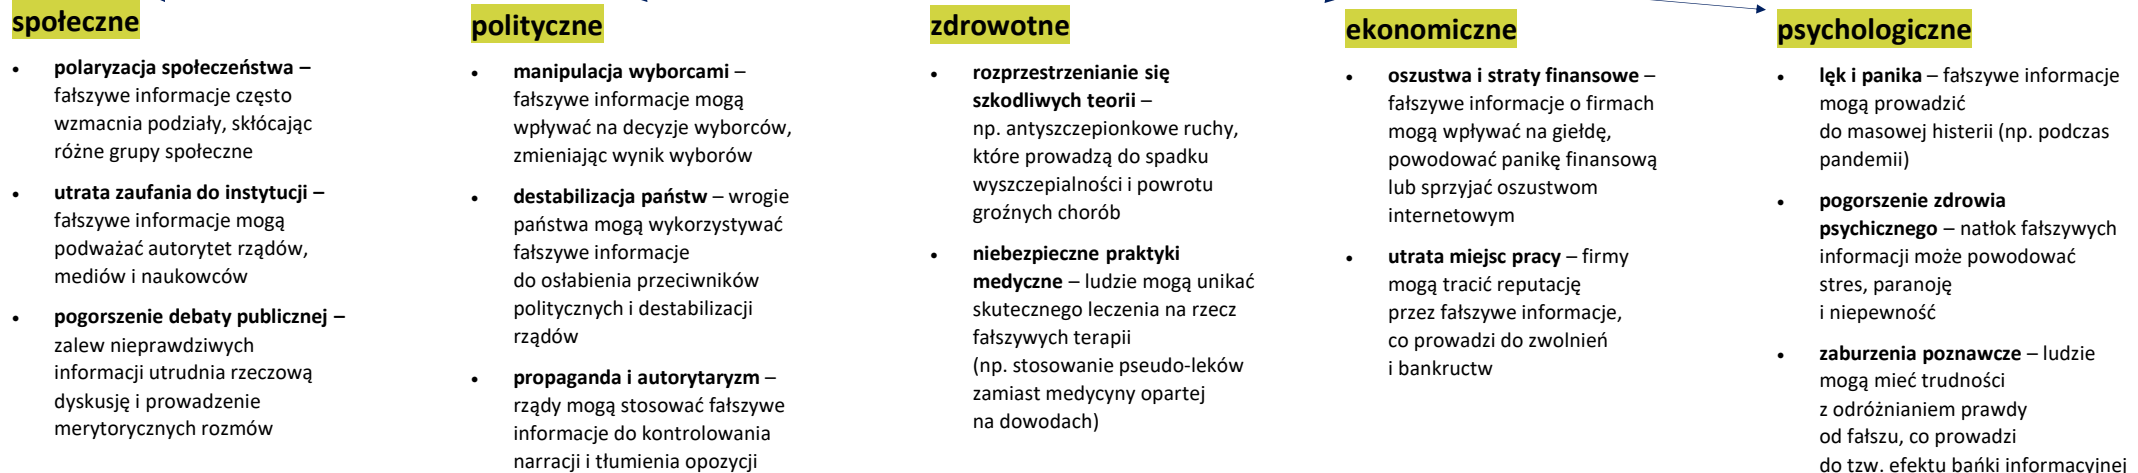 społeczne
polaryzacja społeczeństwa –
fałszywe informacje często
wzmacnia podziały, skłócając
różne grupy społeczne
utrata zaufania do instytucji –
fałszywe informacje mogą
podważać autorytet rządów,
mediów i naukowców
pogorszenie debaty publicznej –
zalew nieprawdziwych
informacji utrudnia rzeczową
dyskusję i prowadzenie
merytorycznych rozmów
polityczne
manipulacja wyborcami –
fałszywe informacje mogą
wpływać na decyzje wyborców,
zmieniając wynik wyborów
destabilizacja państw – wrogie
państwa mogą wykorzystywać
fałszywe informacje
do osłabienia przeciwników
politycznych i destabilizacji
rządów
propaganda i autorytaryzm –
rządy mogą stosować fałszywe
informacje do kontrolowania
narracji i tłumienia opozycji
zdrowotne
rozprzestrzenianie się
szkodliwych teorii –
np. antyszczepionkowe ruchy,
które prowadzą do spadku
wyszczepialności i powrotu
groźnych chorób
niebezpieczne praktyki
medyczne – ludzie mogą unikać
skutecznego leczenia na rzecz
fałszywych terapii
(np. stosowanie pseudo-leków
zamiast medycyny opartej
na dowodach)
ekonomiczne
oszustwa i straty finansowe –
fałszywe informacje o firmach
mogą wpływać na giełdę,
powodować panikę finansową
lub sprzyjać oszustwom
internetowym
utrata miejsc pracy – firmy
mogą tracić reputację
przez fałszywe informacje,
co prowadzi do zwolnień
i bankructw
psychologiczne
lęk i panika – fałszywe informacje
mogą prowadzić
do masowej histerii (np. podczas
pandemii)
pogorszenie zdrowia
psychicznego – natłok fałszywych
informacji może powodować
stres, paranoję
i niepewność
zaburzenia poznawcze – ludzie
mogą mieć trudności
z odróżnianiem prawdy
od fałszu, co prowadzi
do tzw. efektu bańki informacyjnej